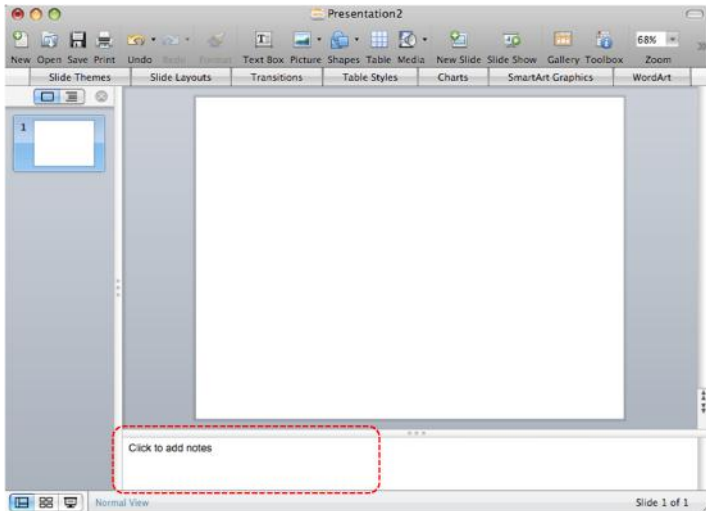 Presentation2
68%
New Open Save Print Undo Redo Format Text Box Picture Shapes Table Media New Slide Slide Show Gallery Toolbox Zoom
Slide Themes Slide Layouts Transitions Table Styles Charts SmartArt Graphics WordArt
1
Click to add notes
Normal View Slide 1 of 1